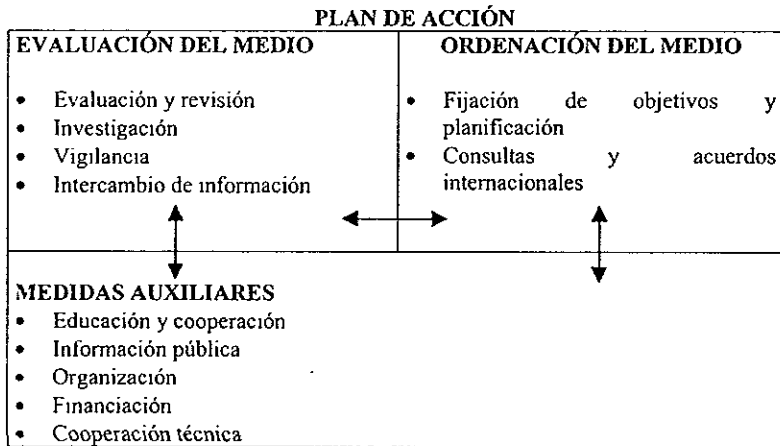 PLAN DE ACCIÓN
EVALUACIÓN DEL MEDIO
• Evaluación y revisión
• Investigación
• Vigilancia
• Intercambio de información
ORDENACIÓN DEL MEDIO
• Fijación de objetivos y
planificación
• Consultas y acuerdos
internacionales
MEDIDAS AUXILIARES
• Educación y cooperación
• Información pública
• Organización
• Financiación
• Cooperación técnica